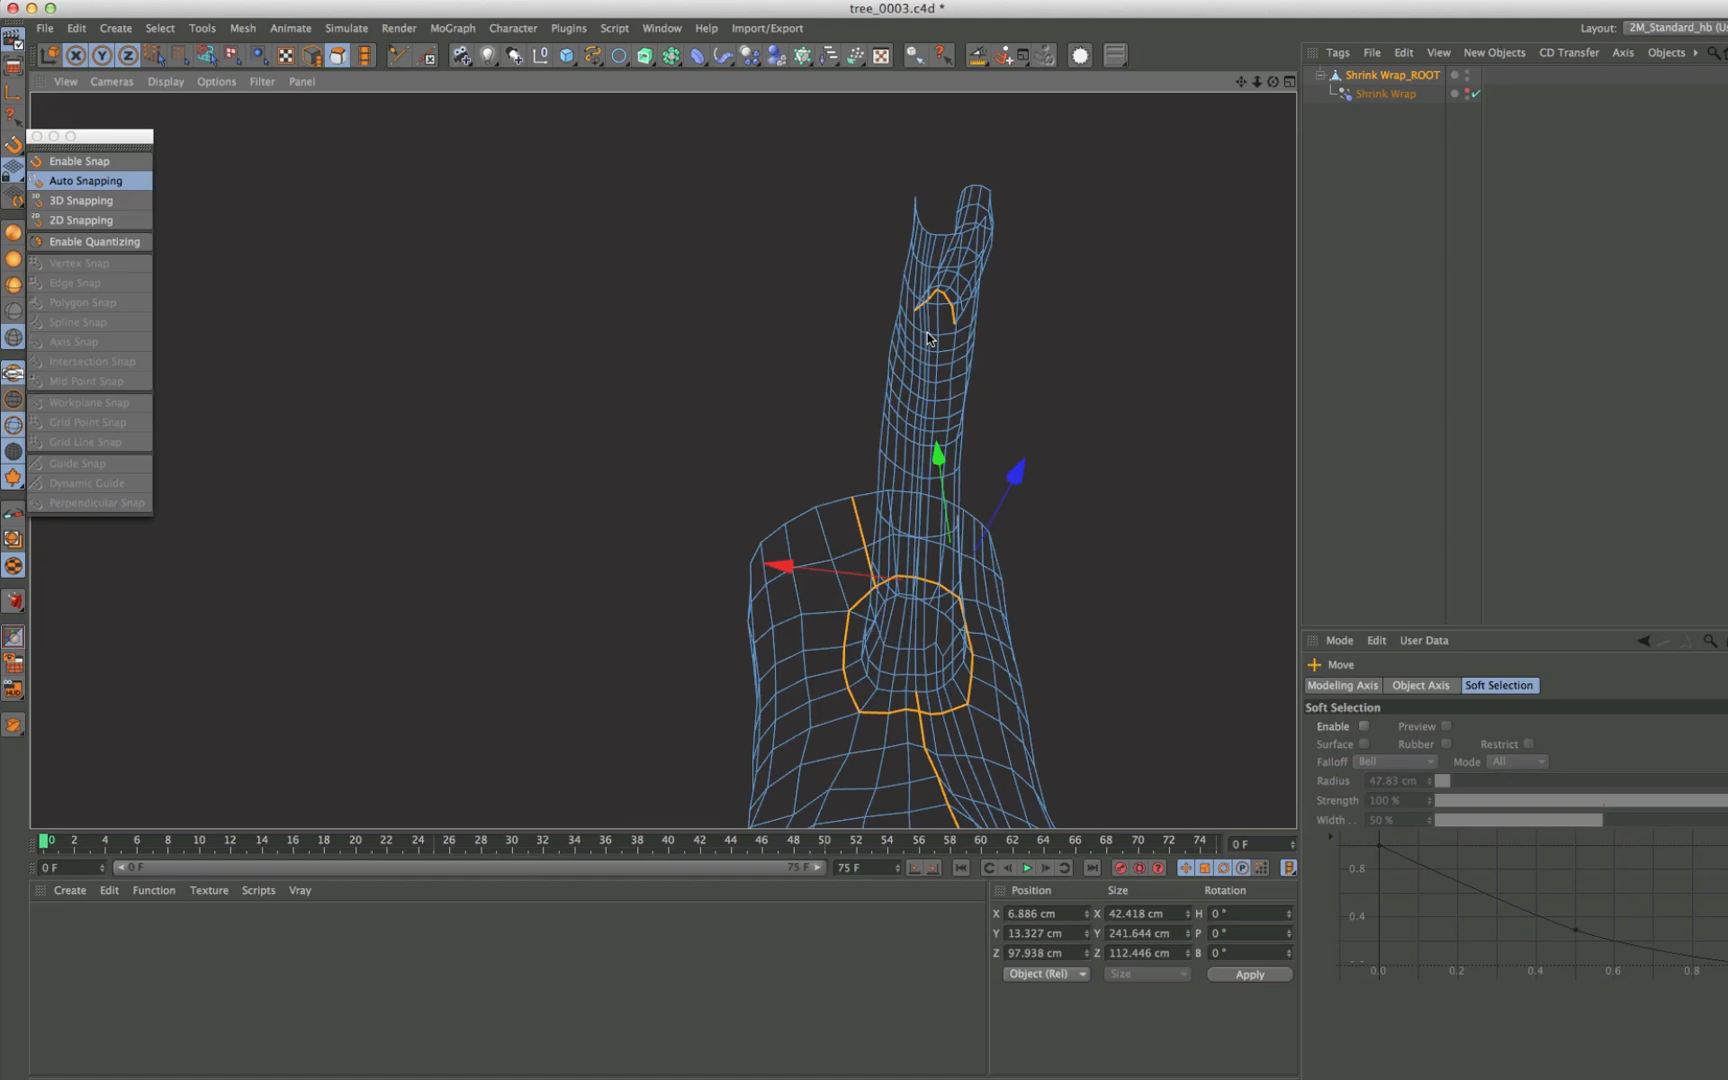 tree_0003.c4d *
File Edit Create Select Tools Mesh Animate Simulate Render MoGraph Character Plugins Script Window Help Import/Export
Layout: 2M_Standard_hb (Us
Tags File Edit View New Objects CD Transfer Axis Objects
View Cameras Display Options Filter Panel
Shrink Wrap_ROOT
Shrink Wrap
Enable Snap
Auto Snapping
3D Snapping
2D Snapping
Enable Quantizing
Vertex Snap
Edge Snap
Polygon Snap
Spline Snap
Axis Snap
Intersection Snap
Mid Point Snap
Workplane Snap
Grid Point Snap
Grid Line Snap
Guide Snap
Dynamic Guide
Perpendicular Snap
Mode Edit User Data
Move
Modeling Axis Object Axis Soft Selection
Soft Selection
Enable Preview
Surface Rubber Restrict
Falloff Bell Mode All
Radius 47.83 cm
Strength 100 %
Width . . 50 %
0.8
0.4
0.0 0.2 0.4 0.6 0.8
0 2 4 6 8 10 12 14 16 18 20 22 24 26 28 30 32 34 36 38 40 42 44 46 48 50 52 54 56 58 60 62 64 66 68 70 72 74
0 F
0 F 0 F 75 F 75 F
Create Edit Function Texture Scripts Vray
Position Size Rotation
X 6.886 cm X 42.418 cm H 0 °
Y 13.327 cm Y 241.644 cm P 0 °
Z 97.938 cm Z 112.446 cm B 0 °
Object (Rel) Size Apply